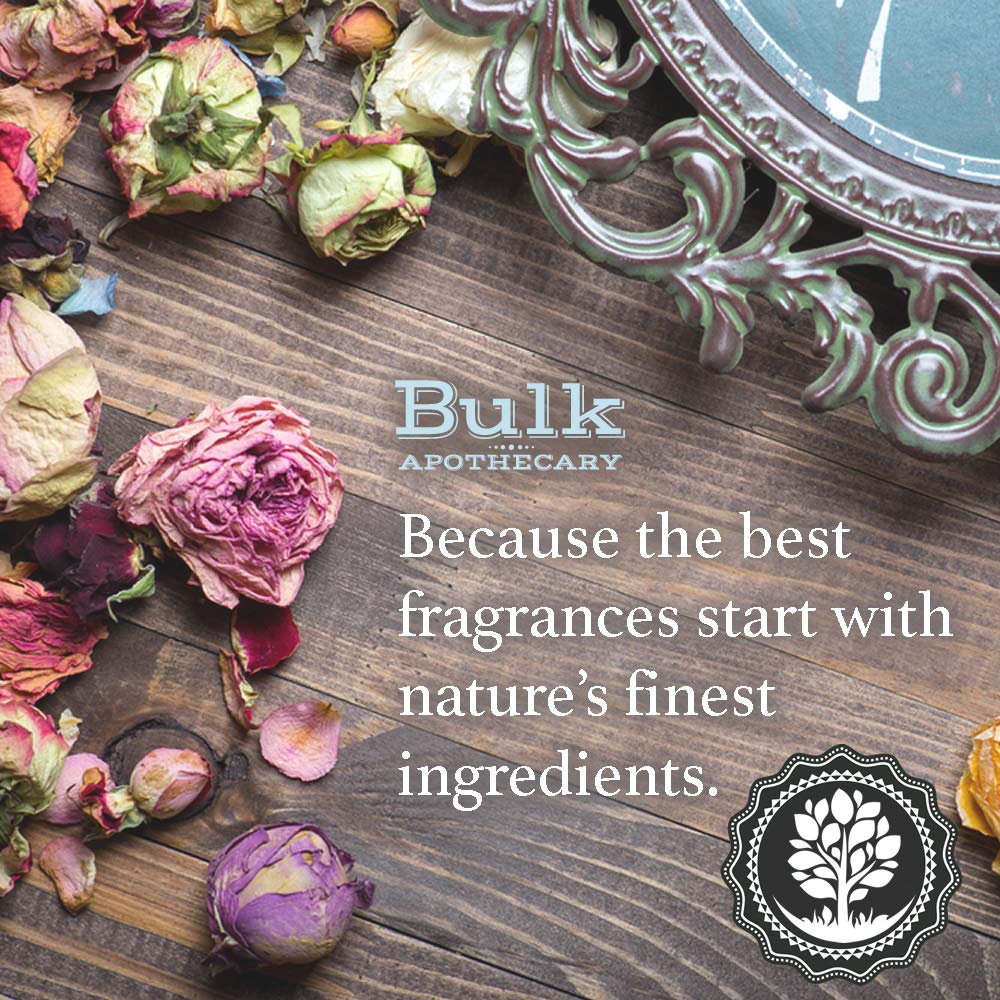 Bulk
APOTHECARY
Because the best
fragrances start with
nature’s finest
ingredients.